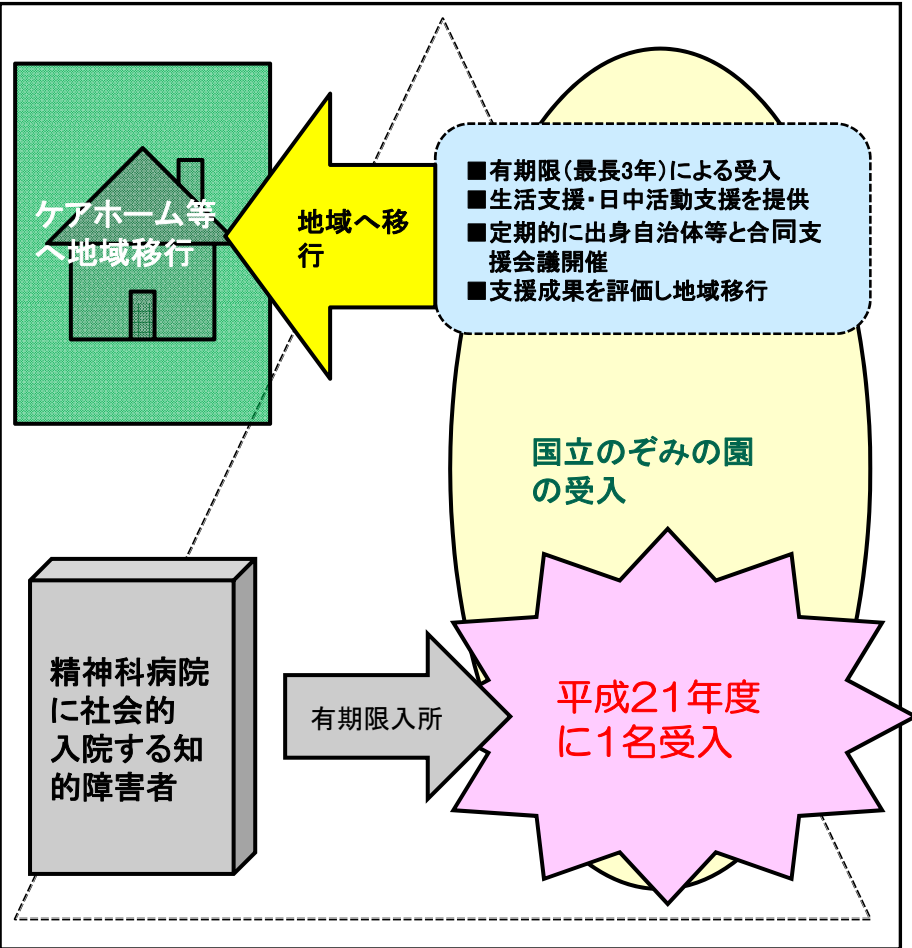 ■有期限(最長3年)による受入
■生活支援・日中活動支援を提供
■定期的に出身自治体等と合同支
援会議開催
■支援成果を評価し地域移行
地域へ移
行
ケアホーム等
へ地域移行
国立のぞみの園
の受入
精神科病院
に社会的
入院する知
的障害者
有期限入所
平成21年度
に1名受入